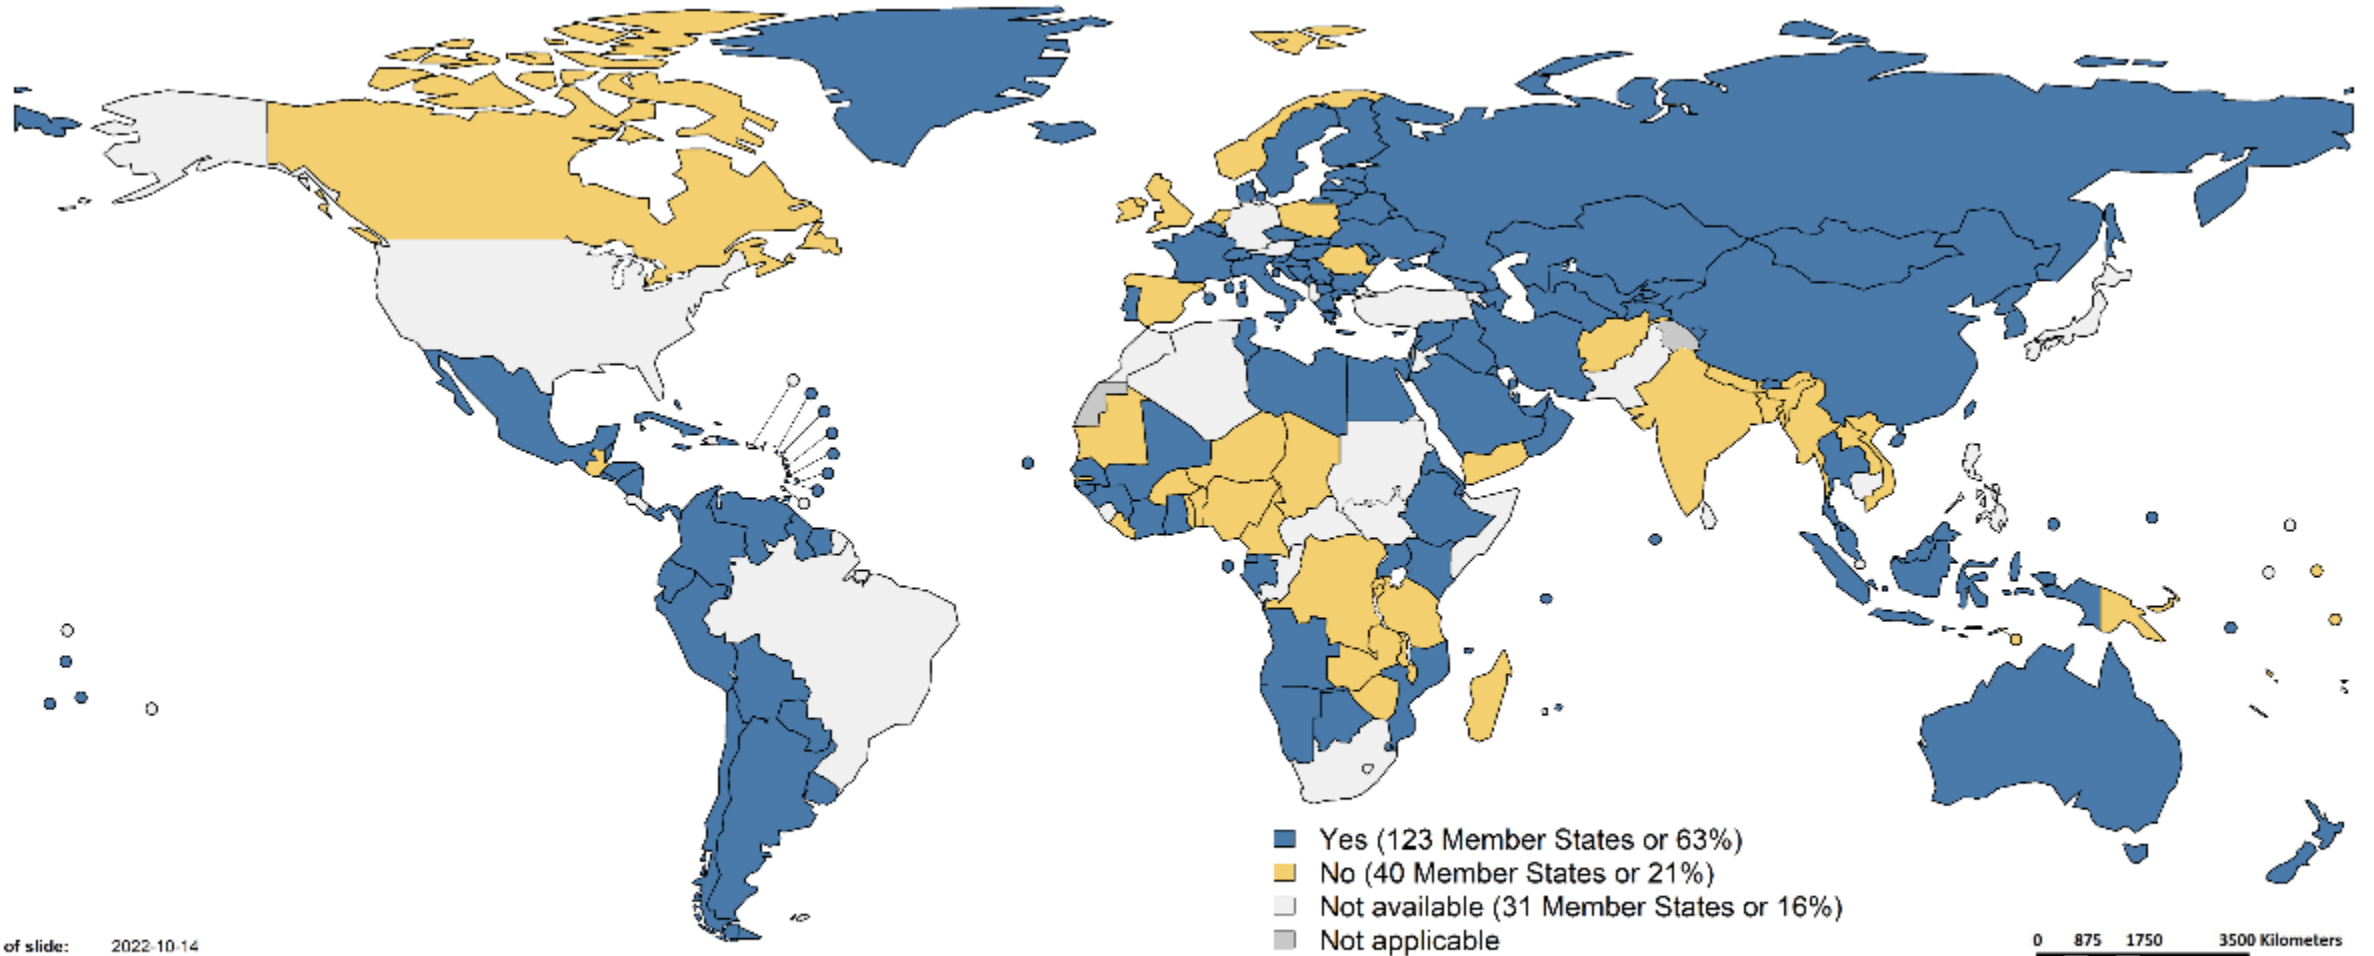 Yes (123 Member States or 63%)
No (40 Member States or 21%)
Not available (31 Member States or 16%)
Not applicable
of slide: 2022-10-14
0 875 1750 3500 Kilometers